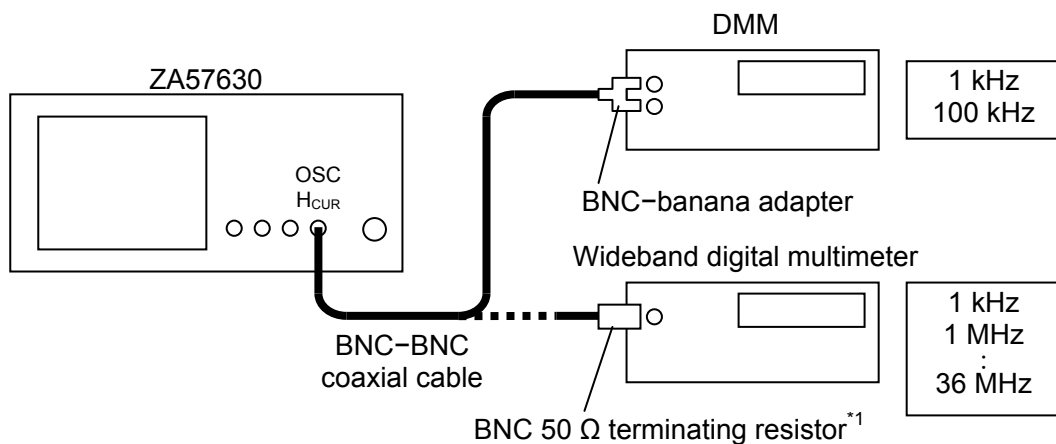 DMM
ZA57630
1 kHz
100 kHz
OSC
HCUR
BNC−banana adapter
Wideband digital multimeter
1 kHz
1 MHz
:
36 MHz
BNC−BNC
coaxial cable
BNC 50 Ω terminating resistor*1